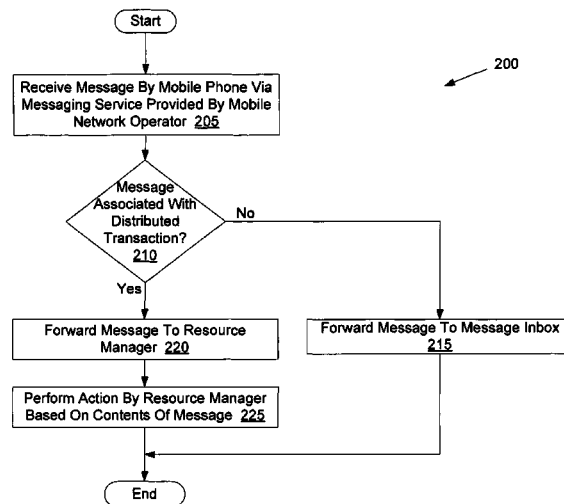 Start
200
Receive Message By Mobile Phone Via
Messaging Service Provided By Mobile
Network Operator 205
Message
Associated With
Distributed
Transaction?
210
No
Yes
Forward Message To Resource
Manager 220
Forward Message To Message Inbox
215
Perform Action By Resource Manager
Based On Contents Of Message 225
End